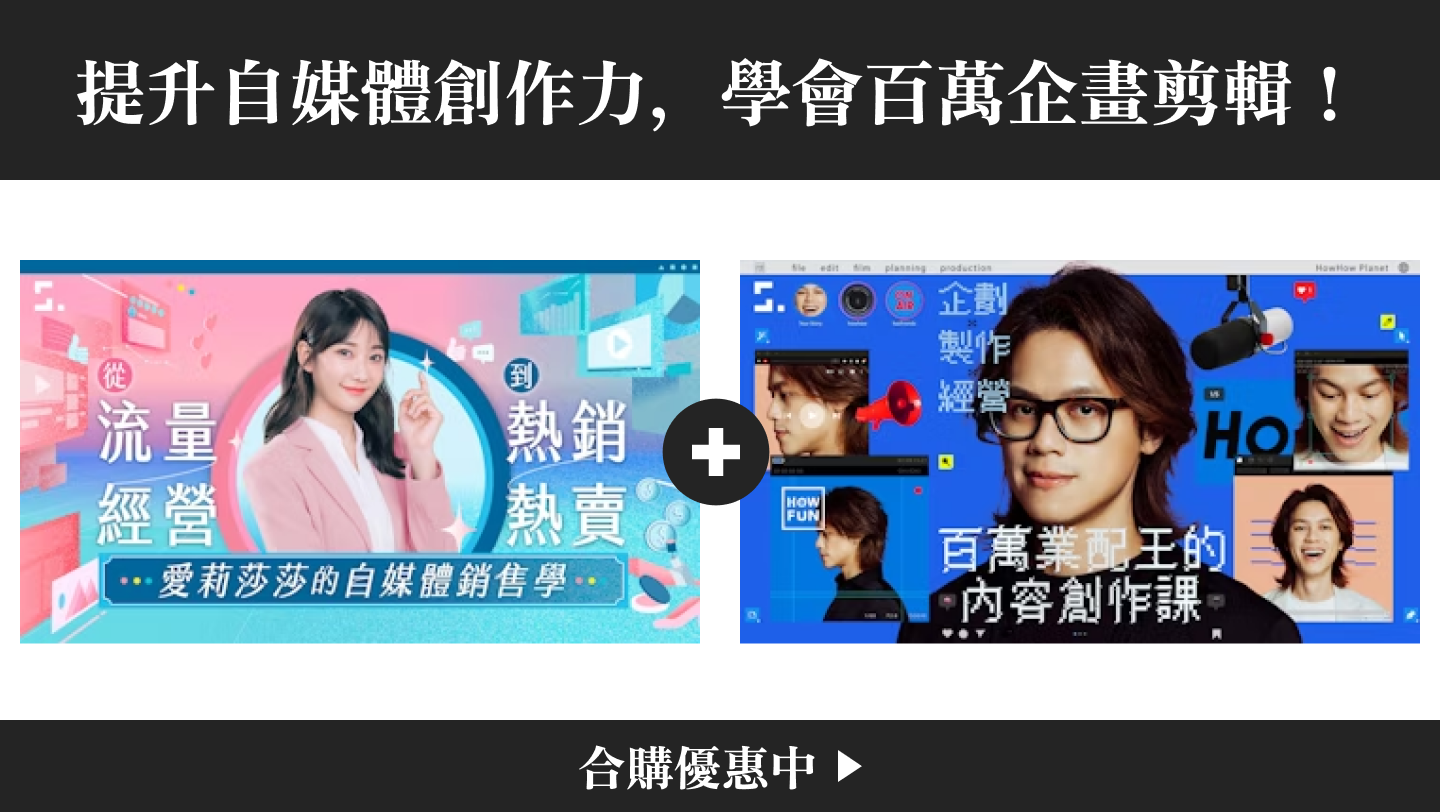 提升自媒體創作力，學會百萬企畫剪輯！
從
流量
經營
到
熱銷
熱賣
愛莉莎莎的自媒體銷售學
file edit film planning production
HowHow Planet
企劃
製作
經營
ON AIR
HO
HOW
FUN
百萬業配王的
內容創作課
合購優惠中